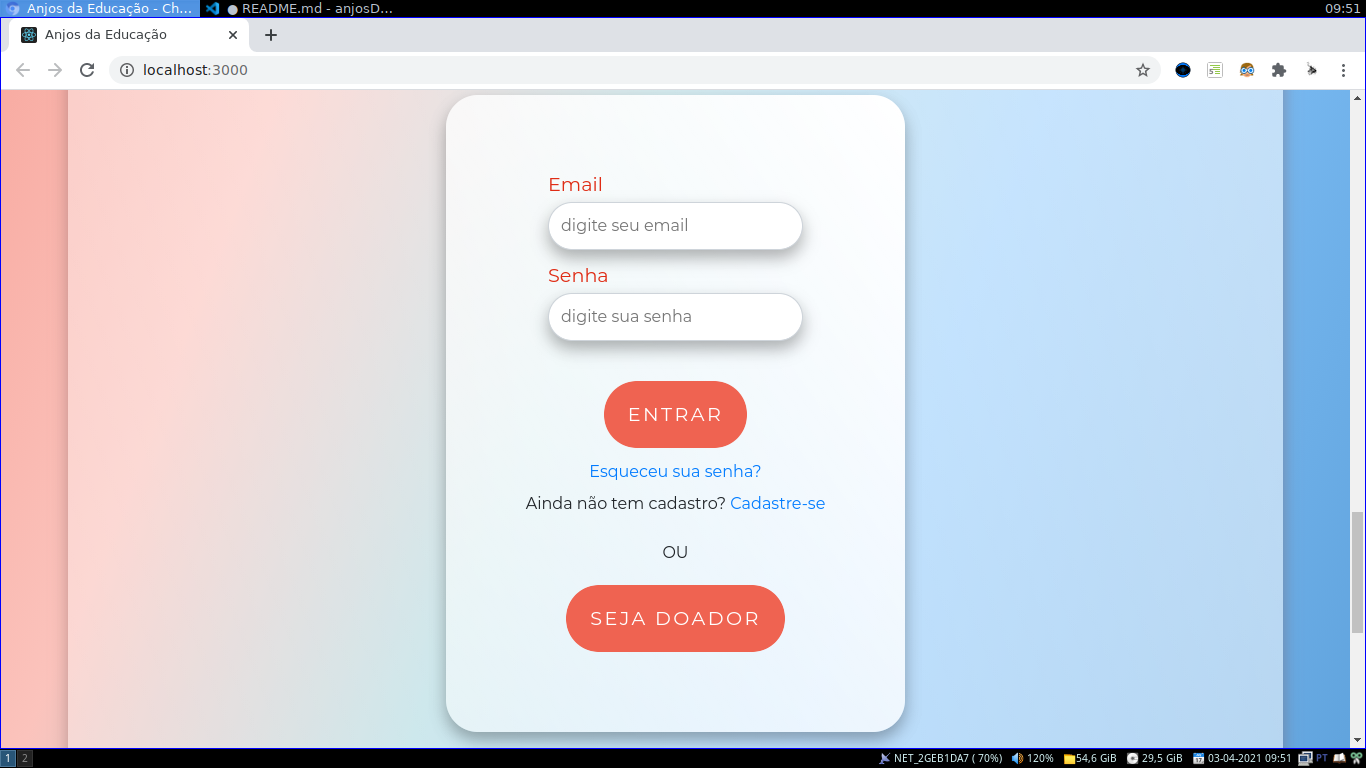 Anjos da Educação - Ch...
● README.md - anjosD...
09:51
Anjos da Educação
localhost:3000
Email
digite seu email
Senha
digite sua senha
ENTRAR
Esqueceu sua senha?
Ainda não tem cadastro? Cadastre-se
OU
SEJA DOADOR
1 2
NET_2GEB1DA7 ( 70%)
120%
54,6 GiB
29,5 GiB
03-04-2021 09:51
PT